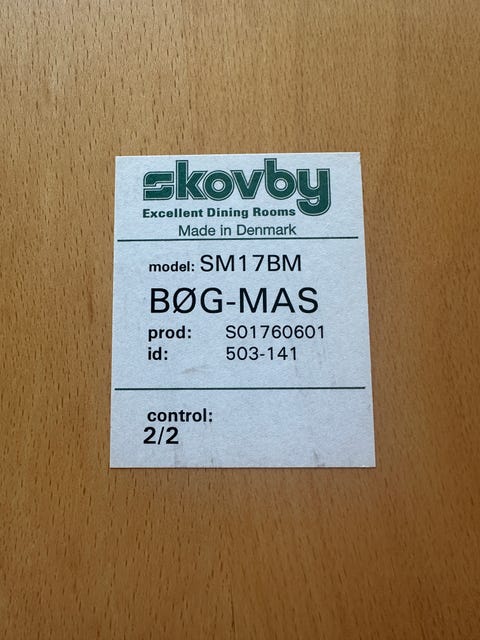 skovby
Excellent Dining Rooms
Made in Denmark
model: SM17BM
BØG-MAS
prod: S01760601
id: 503-141
control:
2/2